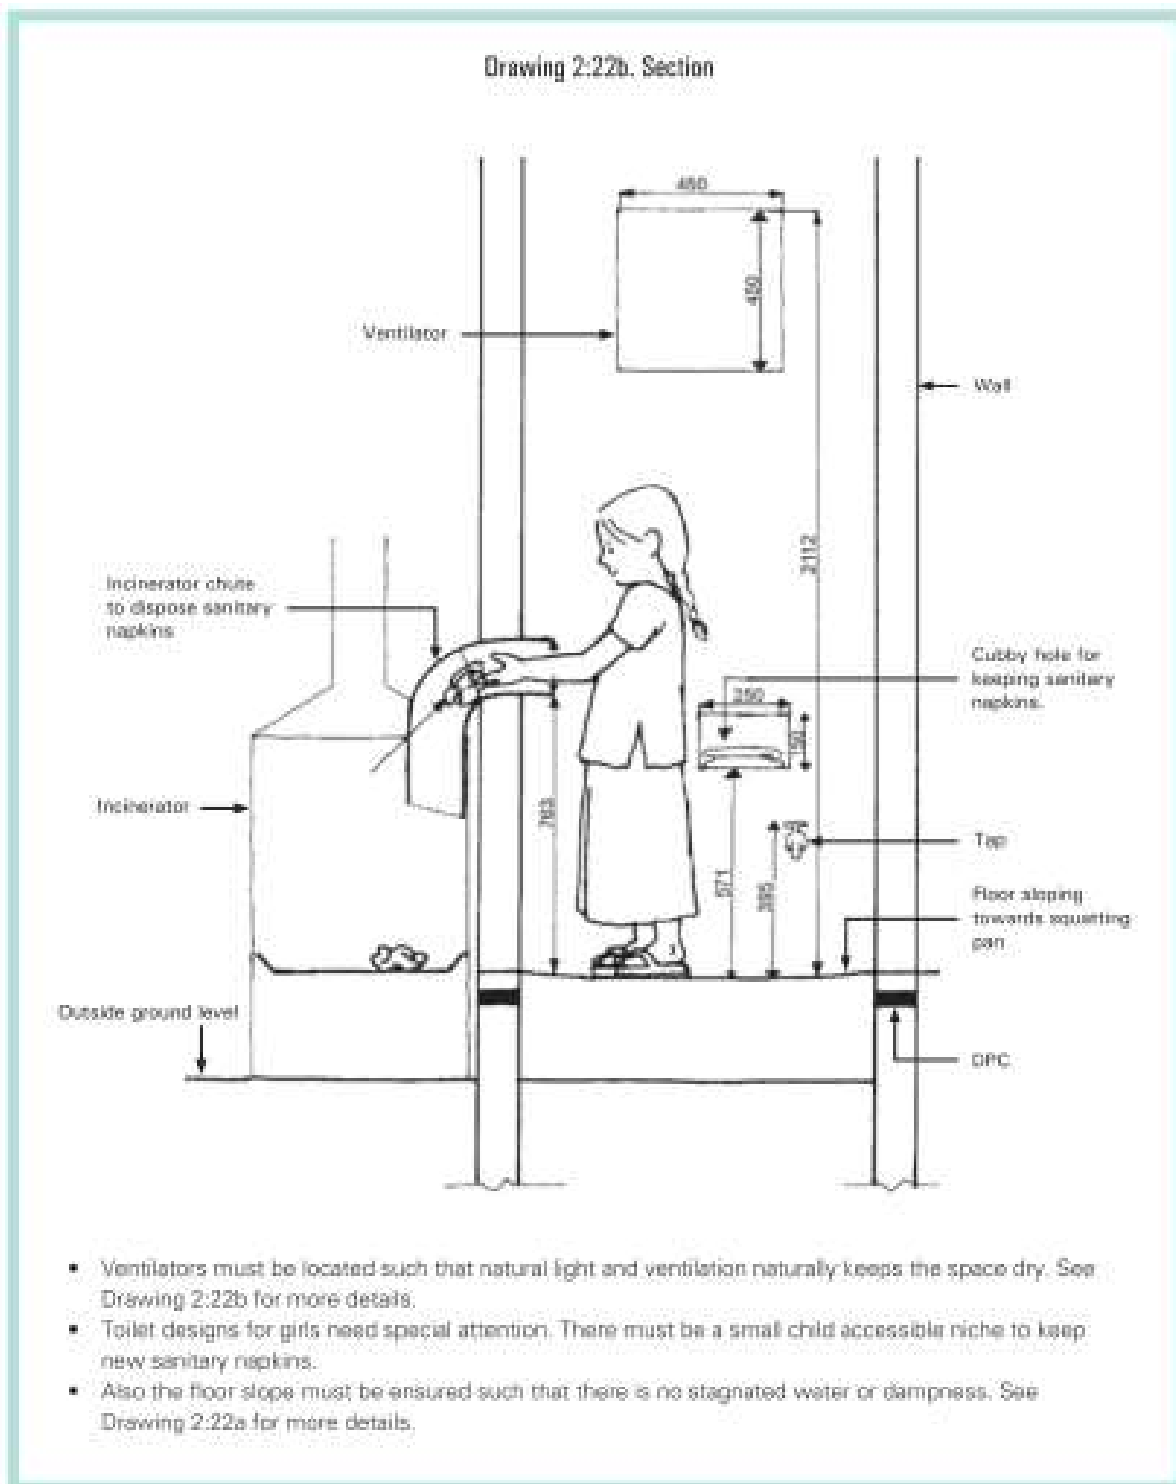 Drawing 2:22b. Section
450
450
Ventilator
Wall
2112
Incinerator chute
to dispose sanitary
napkins
Cubby hole for
keeping sanitary
napkins.
250
150
Incinerator
763
Tap
571
395
Floor sloping
towards squatting
pan
Outside ground level
DPC
• Ventilators must be located such that natural light and ventilation naturally keeps the space dry. See
Drawing 2:22b for more details.
• Toilet designs for girls need special attention. There must be a small child accessible niche to keep
new sanitary napkins.
• Also the floor slope must be ensured such that there is no stagnated water or dampness. See
Drawing 2:22a for more details.